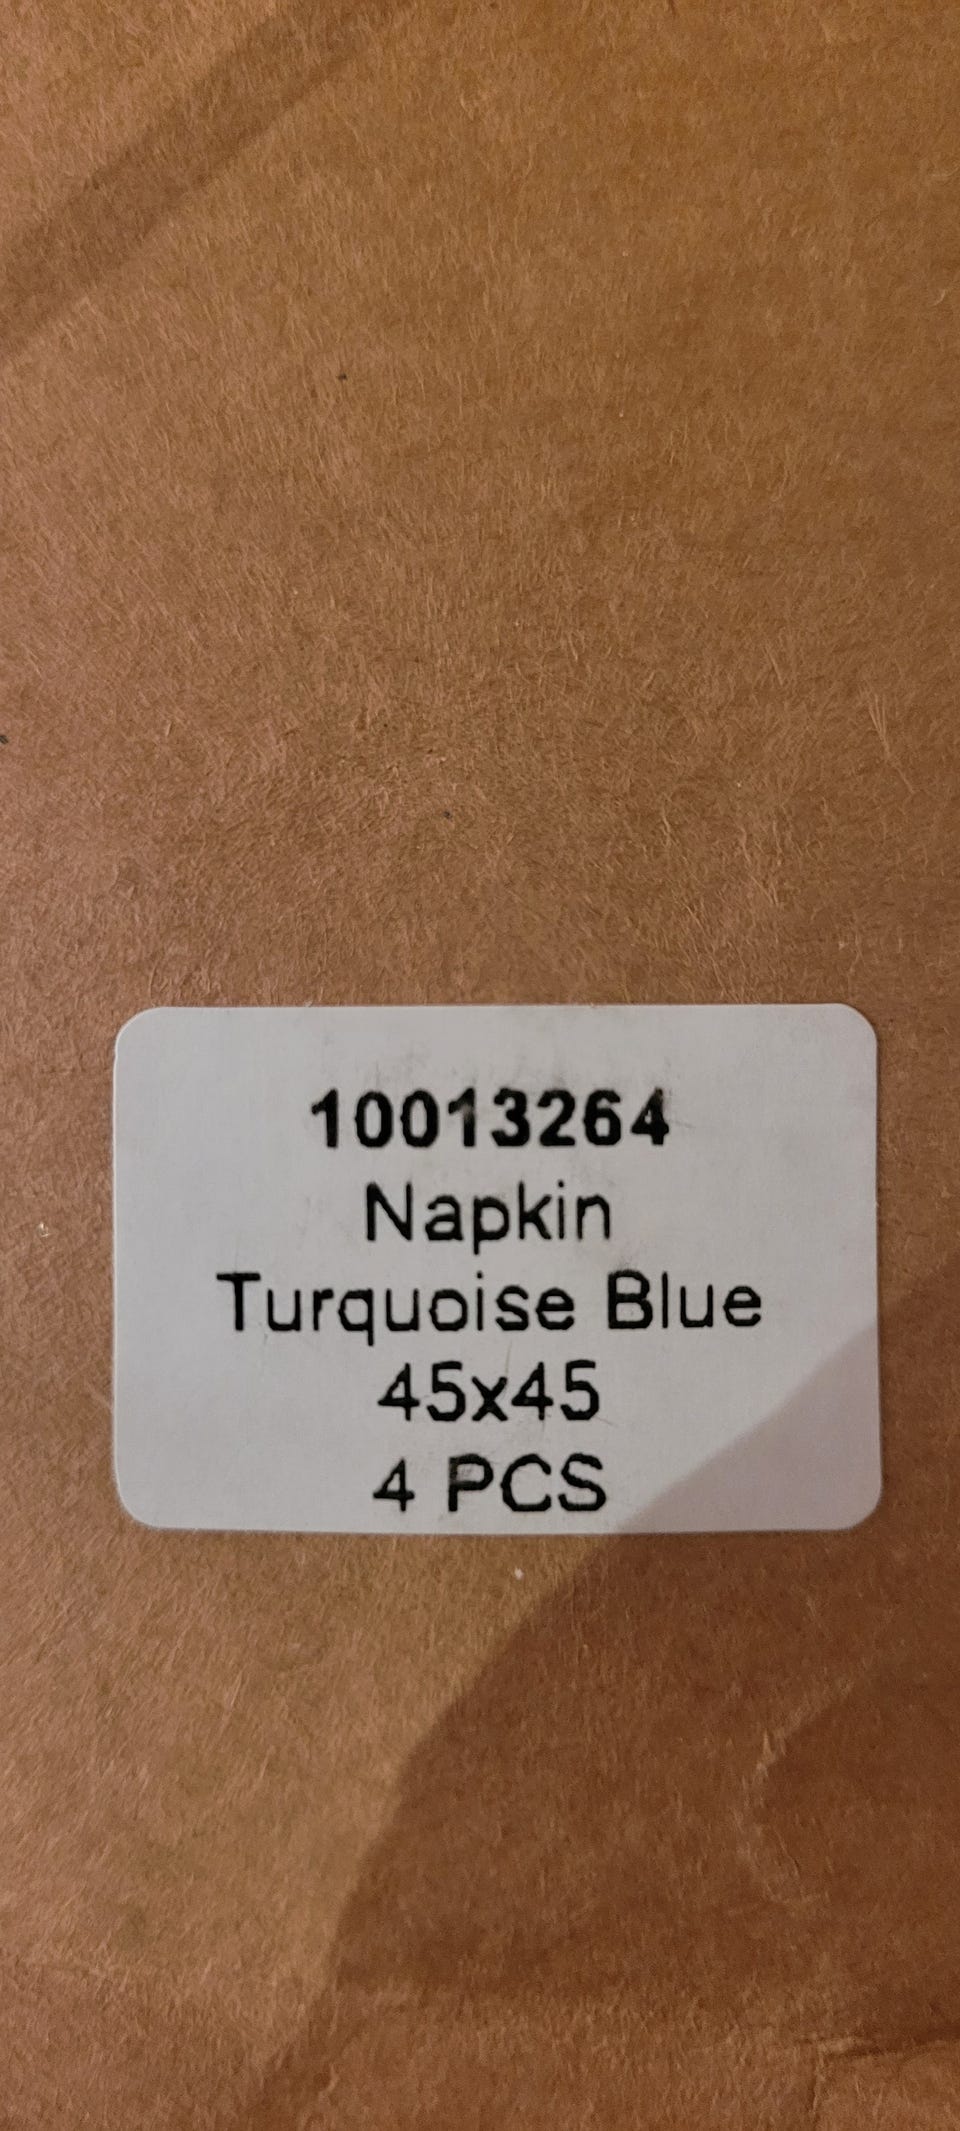 10013264
Napkin
Turquoise Blue
45x45
4 PCS